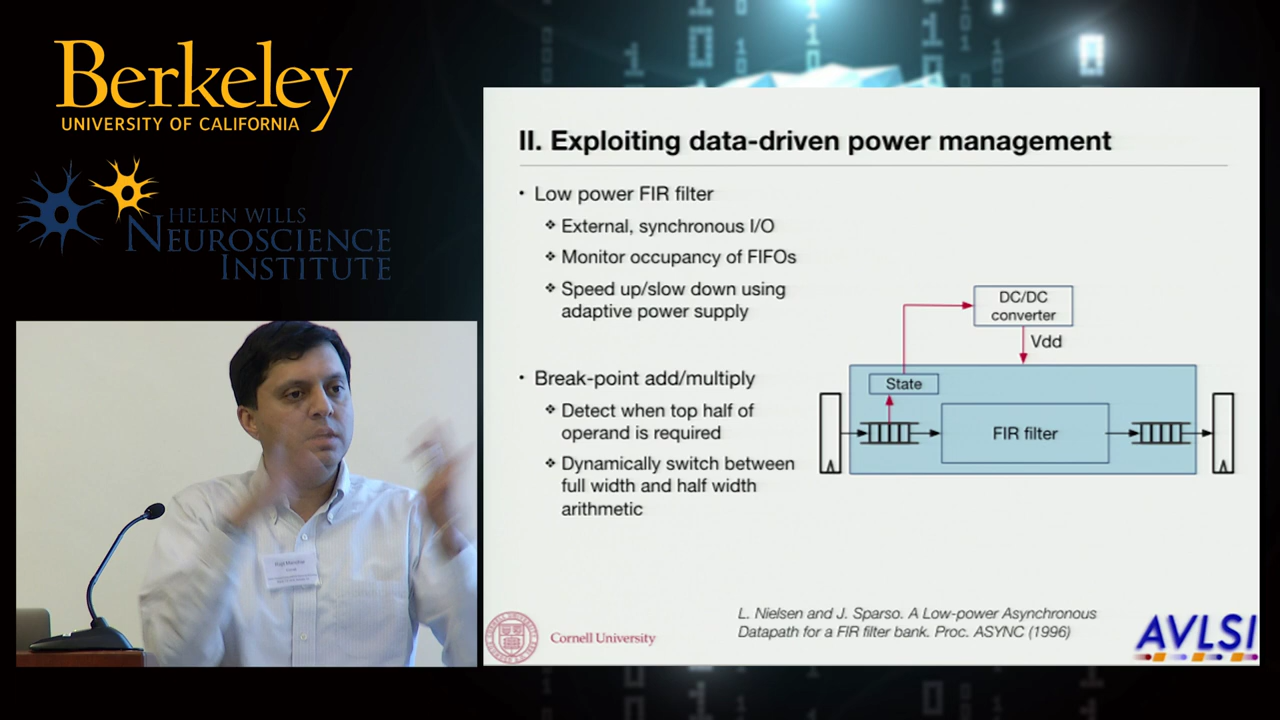 Berkeley
UNIVERSITY OF CALIFORNIA
HELEN WILLS
NEUROSCIENCE
INSTITUTE
II. Exploiting data-driven power management
• Low power FIR filter
❖ External, synchronous I/O
❖ Monitor occupancy of FIFOs
❖ Speed up/slow down using
adaptive power supply
• Break-point add/multiply
❖ Detect when top half of
operand is required
❖ Dynamically switch between
full width and half width
arithmetic
DC/DC
converter
Vdd
State
FIR filter
L. Nielsen and J. Sparso. A Low-power Asynchronous
Datapath for a FIR filter bank. Proc. ASYNC (1996)
Cornell University
AVLSI